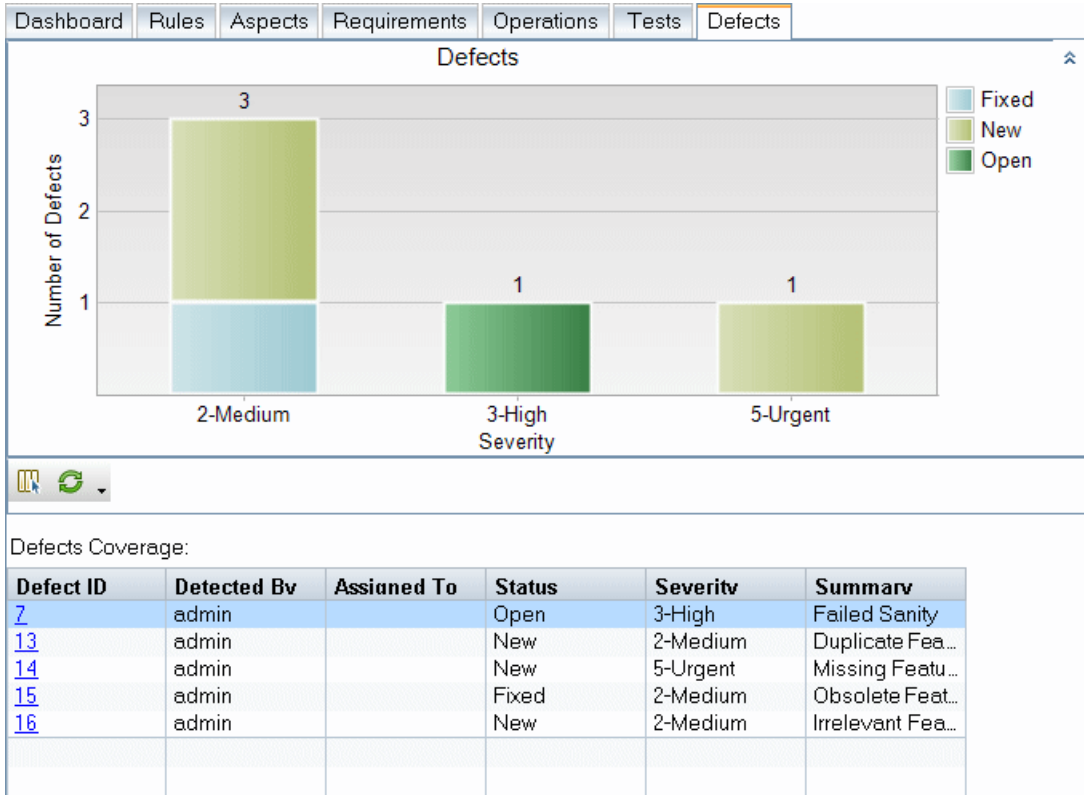 Dashboard Rules Aspects Requirements Operations Tests Defects
Defects
Fixed
New
Open
Number of Defects
3
2
1
3
1
1
2-Medium 3-High 5-Urgent
Severity
Defects Coverage:
Defect ID Detected By Assigned To Status Severity Summary
7 admin Open 3-High Failed Sanity
13 admin New 2-Medium Duplicate Fea...
14 admin New 5-Urgent Missing Featu...
15 admin Fixed 2-Medium Obsolete Feat...
16 admin New 2-Medium Irrelevant Fea...